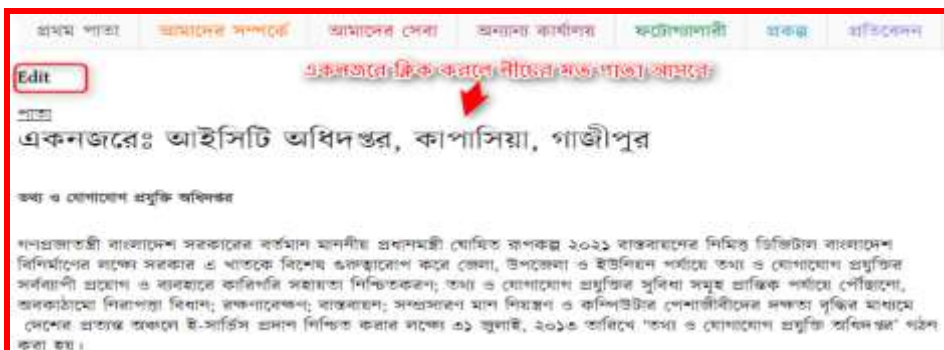 প্রথম পাতা আমাদের সম্পর্কে আমাদের সেবা অন্যান্য কার্যালয় ফটোগ্যালারী প্রকল্প প্রতিবেদন
Edit একনজরে ক্লিক করলে নীচের মত পাতা আসবে
পাতা
একনজরেঃ আইসিটি অধিদপ্তর, কাপাসিয়া, গাজীপুর
তথ্য ও যোগাযোগ প্রযুক্তি অধিদপ্তর
গণপ্রজাতন্ত্রী বাংলাদেশ সরকারের বর্তমান মাননীয় প্রধানমন্ত্রী ঘোষিত রূপকল্প ২০২১ বাস্তবায়নের নিমিত্ত ডিজিটাল বাংলাদেশ
বিনির্মাণের লক্ষ্যে সরকার এ খাতকে বিশেষ গুরুত্বারোপ করে জেলা, উপজেলা ও ইউনিয়ন পর্যায়ে তথ্য ও যোগাযোগ প্রযুক্তির
সর্বব্যাপী প্রয়োগ ও ব্যবহারে কারিগরি সহায়তা নিশ্চিতকরণ; তথ্য ও যোগাযোগ প্রযুক্তির সুবিধা সমূহ প্রান্তিক পর্যায়ে পৌঁছানো,
অবকাঠামো নিরাপত্তা বিধান; রক্ষণাবেক্ষণ; বাস্তবায়ন; সম্প্রসারণ মান নিয়ন্ত্রণ ও কম্পিউটার পেশাজীবীদের দক্ষতা বৃদ্ধির মাধ্যমে
দেশের প্রত্যন্ত অঞ্চলে ই-সার্ভিস প্রদান নিশ্চিত করার লক্ষ্যে ৩১ জুলাই, ২০১৩ তারিখে 'তথ্য ও যোগাযোগ প্রযুক্তি অধিদপ্তর' গঠন
করা হয়।